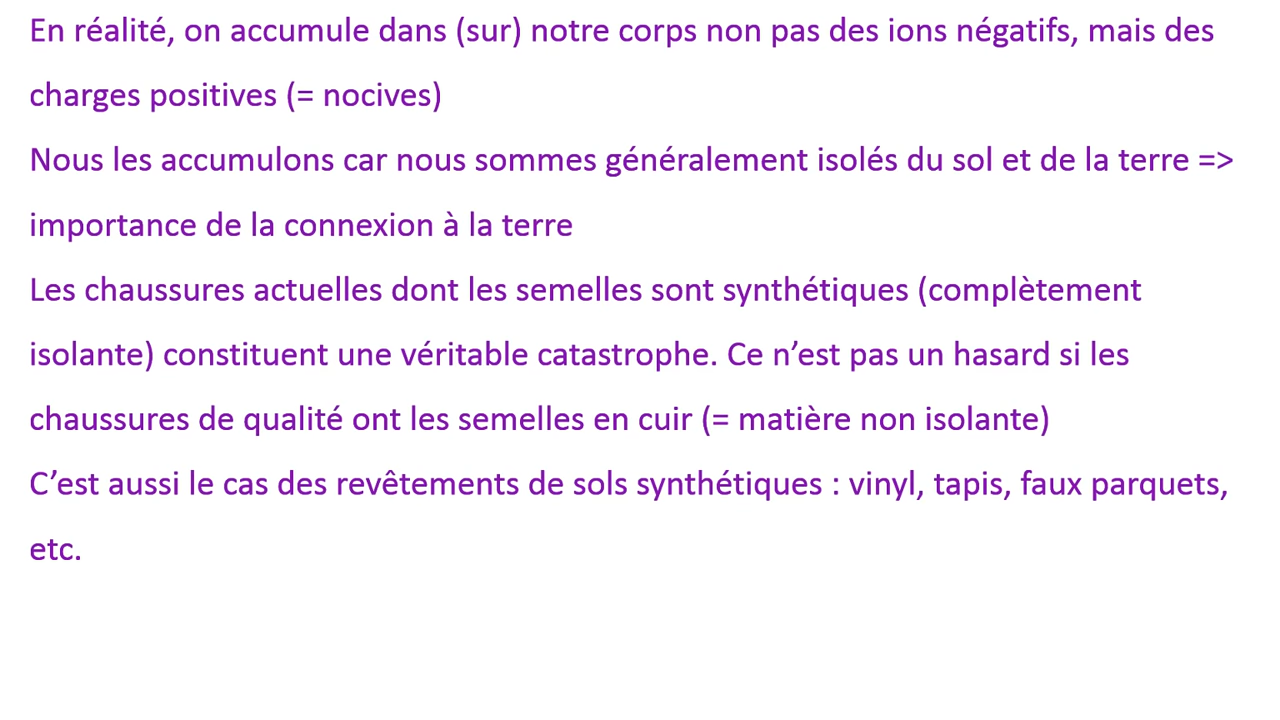 En réalité, on accumule dans (sur) notre corps non pas des ions négatifs, mais des
charges positives (= nocives)
Nous les accumulons car nous sommes généralement isolés du sol et de la terre =>
importance de la connexion à la terre
Les chaussures actuelles dont les semelles sont synthétiques (complètement
isolante) constituent une véritable catastrophe. Ce n’est pas un hasard si les
chaussures de qualité ont les semelles en cuir (= matière non isolante)
C’est aussi le cas des revêtements de sols synthétiques : vinyl, tapis, faux parquets,
etc.